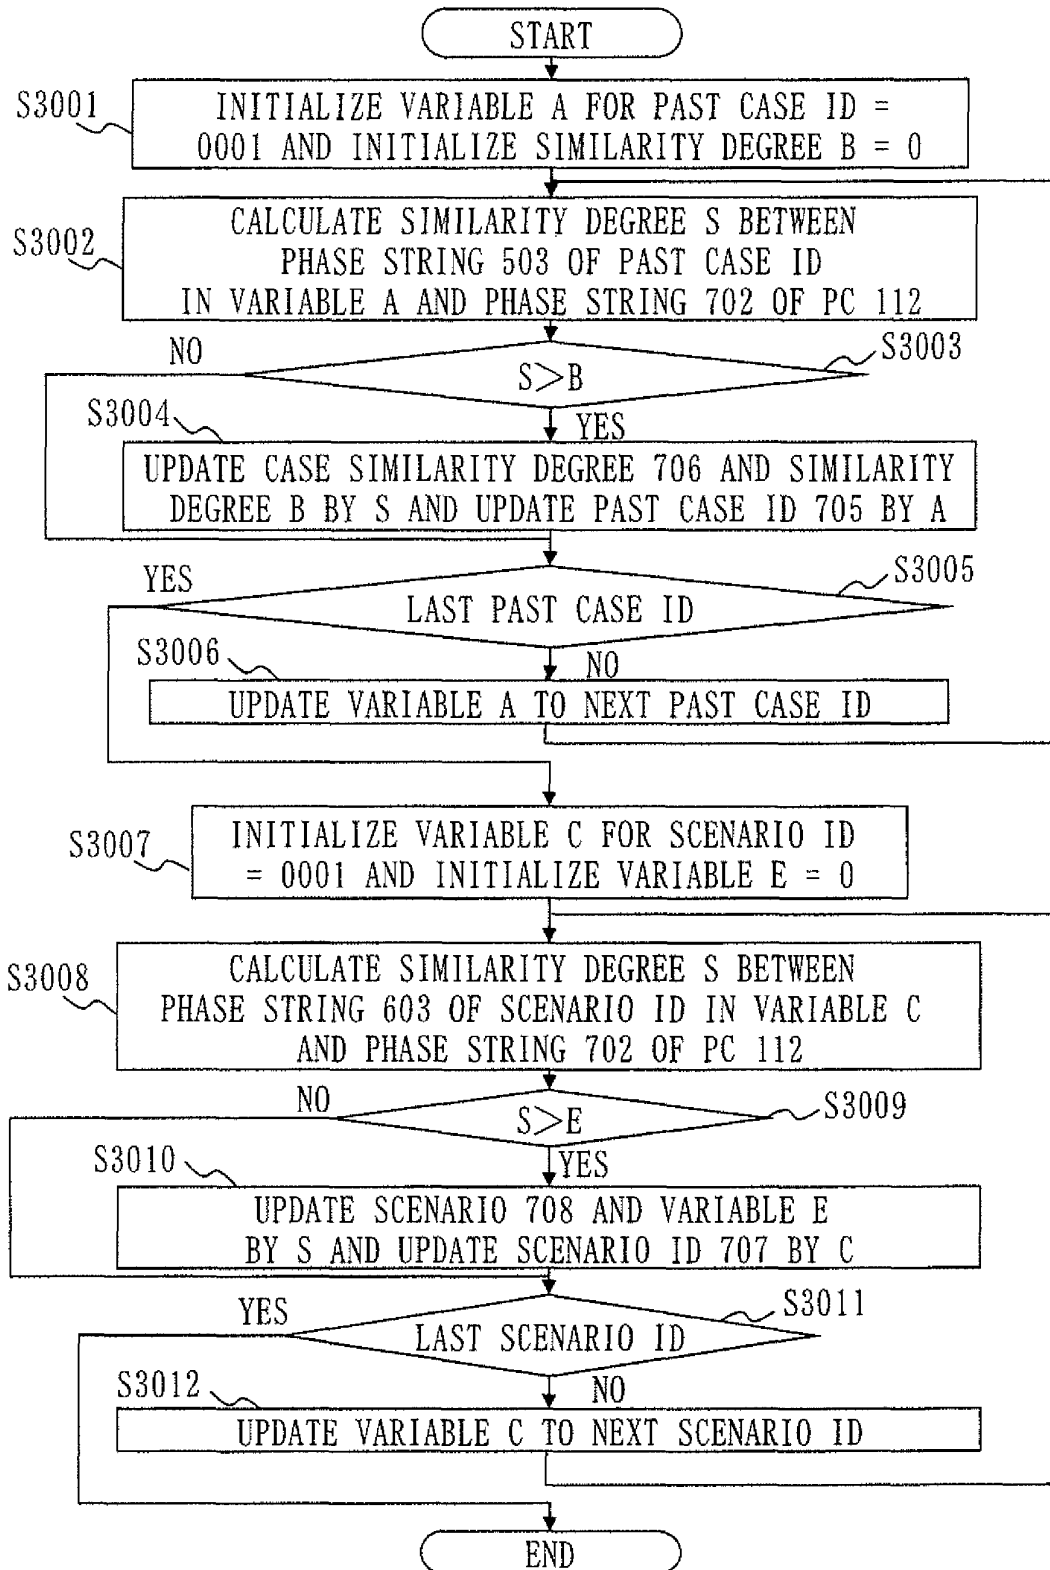 START
S3001
INITIALIZE VARIABLE A FOR PAST CASE ID =
0001 AND INITIALIZE SIMILARITY DEGREE B = 0
S3002
CALCULATE SIMILARITY DEGREE S BETWEEN
PHASE STRING 503 OF PAST CASE ID
IN VARIABLE A AND PHASE STRING 702 OF PC 112
NO
S3003
S>B
S3004
YES
UPDATE CASE SIMILARITY DEGREE 706 AND SIMILARITY
DEGREE B BY S AND UPDATE PAST CASE ID 705 BY A
YES
S3005
LAST PAST CASE ID
S3006
NO
UPDATE VARIABLE A TO NEXT PAST CASE ID
S3007
INITIALIZE VARIABLE C FOR SCENARIO ID
= 0001 AND INITIALIZE VARIABLE E = 0
S3008
CALCULATE SIMILARITY DEGREE S BETWEEN
PHASE STRING 603 OF SCENARIO ID IN VARIABLE C
AND PHASE STRING 702 OF PC 112
NO
S3009
S>E
S3010
YES
UPDATE SCENARIO 708 AND VARIABLE E
BY S AND UPDATE SCENARIO ID 707 BY C
YES
S3011
LAST SCENARIO ID
S3012
NO
UPDATE VARIABLE C TO NEXT SCENARIO ID
END